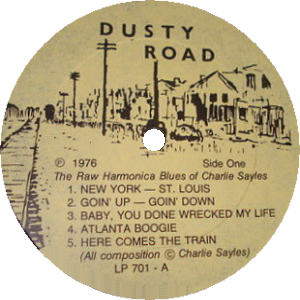 DUSTY
ROAD
℗ 1976 Side One
The Raw Harmonica Blues of Charlie Sayles
1. NEW YORK — ST. LOUIS
2. GOIN' UP — GOIN' DOWN
3. BABY, YOU DONE WRECKED MY LIFE
4. ATLANTA BOOGIE
5. HERE COMES THE TRAIN
(All composition © Charlie Sayles)
LP 701 - A